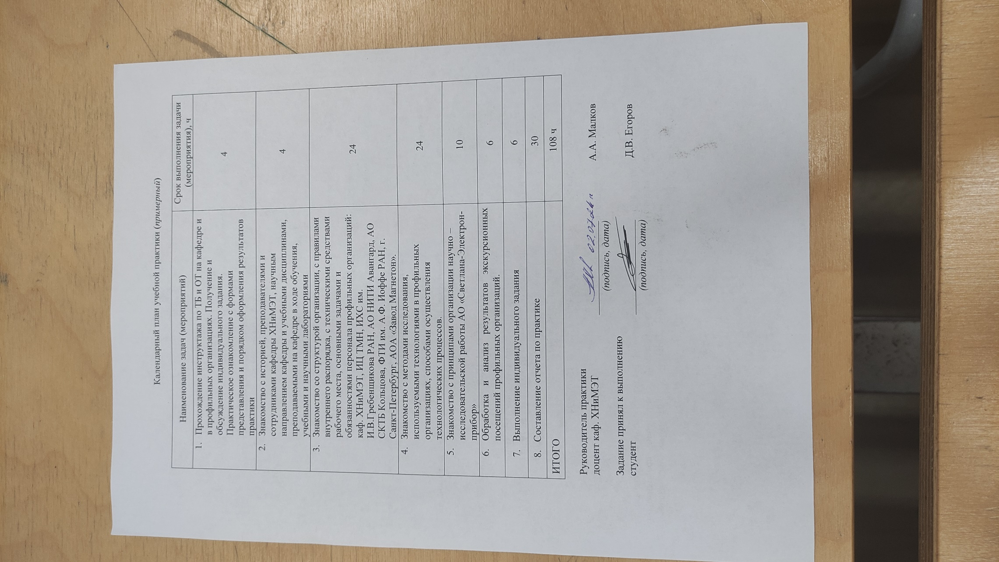 Календарный план учебной практики (примерный)
Наименование задач (мероприятий)
Срок выполнения задачи
(мероприятия), ч
1. Прохождение инструктажа по ТБ и ОТ на кафедре и
в профильных организациях. Получение и
обсуждение индивидуального задания.
Практическое ознакомление с формами
представления и порядком оформления результатов
практики
4
2. Знакомство с историей, преподавателями и
сотрудниками кафедры ХНиМЭТ, научным
направлением кафедры и учебными дисциплинами,
преподаваемыми на кафедре в ходе обучения,
учебными и научными лабораториями
4
3. Знакомство со структурой организации, с правилами
внутреннего распорядка, с техническими средствами
рабочего места, основными задачами и
обязанностями персонала профильных организаций:
каф. ХНиМЭТ, ИЦ ТМН, ИХС им.
И.В.Гребенщикова РАН, АО НИТИ Авангард, АО
СКТБ Кольцова, ФТИ им. А.Ф. Иоффе РАН, г.
Санкт-Петербург, АОА «Завод Магнетон».
24
4. Знакомство с методами исследования,
используемыми технологиями в профильных
организациях, способами осуществления
технологических процессов.
24
5. Знакомство с принципами организации научно –
исследовательской работы АО «Светлана-Электрон-
прибор»
10
6. Обработка и анализ результатов экскурсионных
посещений профильных организаций.
6
7. Выполнение индивидуального задания
6
8. Составление отчета по практике
30
ИТОГО
108 ч
Руководитель практики
доцент каф. ХНиМЭТ
02.07.
А.А. Малков
(подпись, дата)
Задание принял к выполнению
студент
Д.В. Егоров
(подпись, дата)